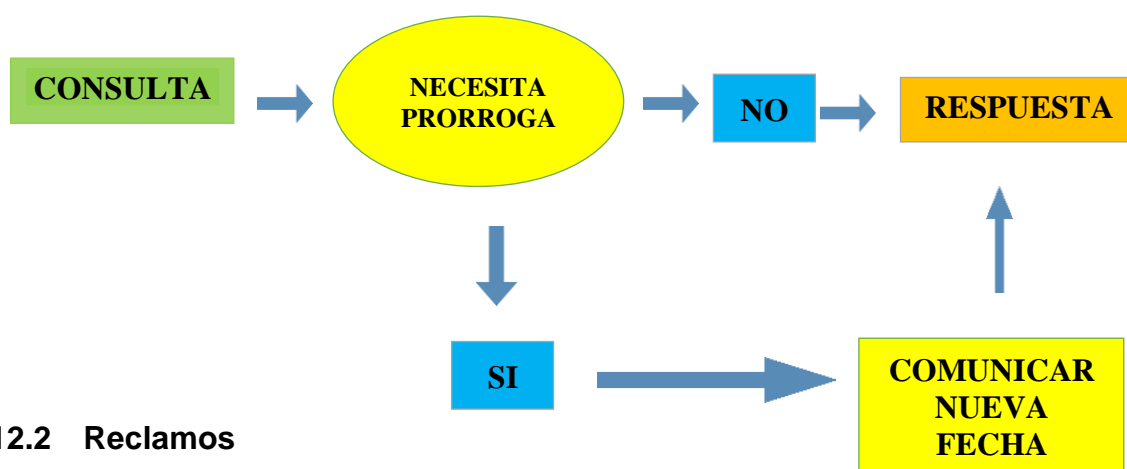 CONSULTA
NECESITA
PRORROGA
NO
RESPUESTA
SI
COMUNICAR
NUEVA
FECHA
12.2 Reclamos